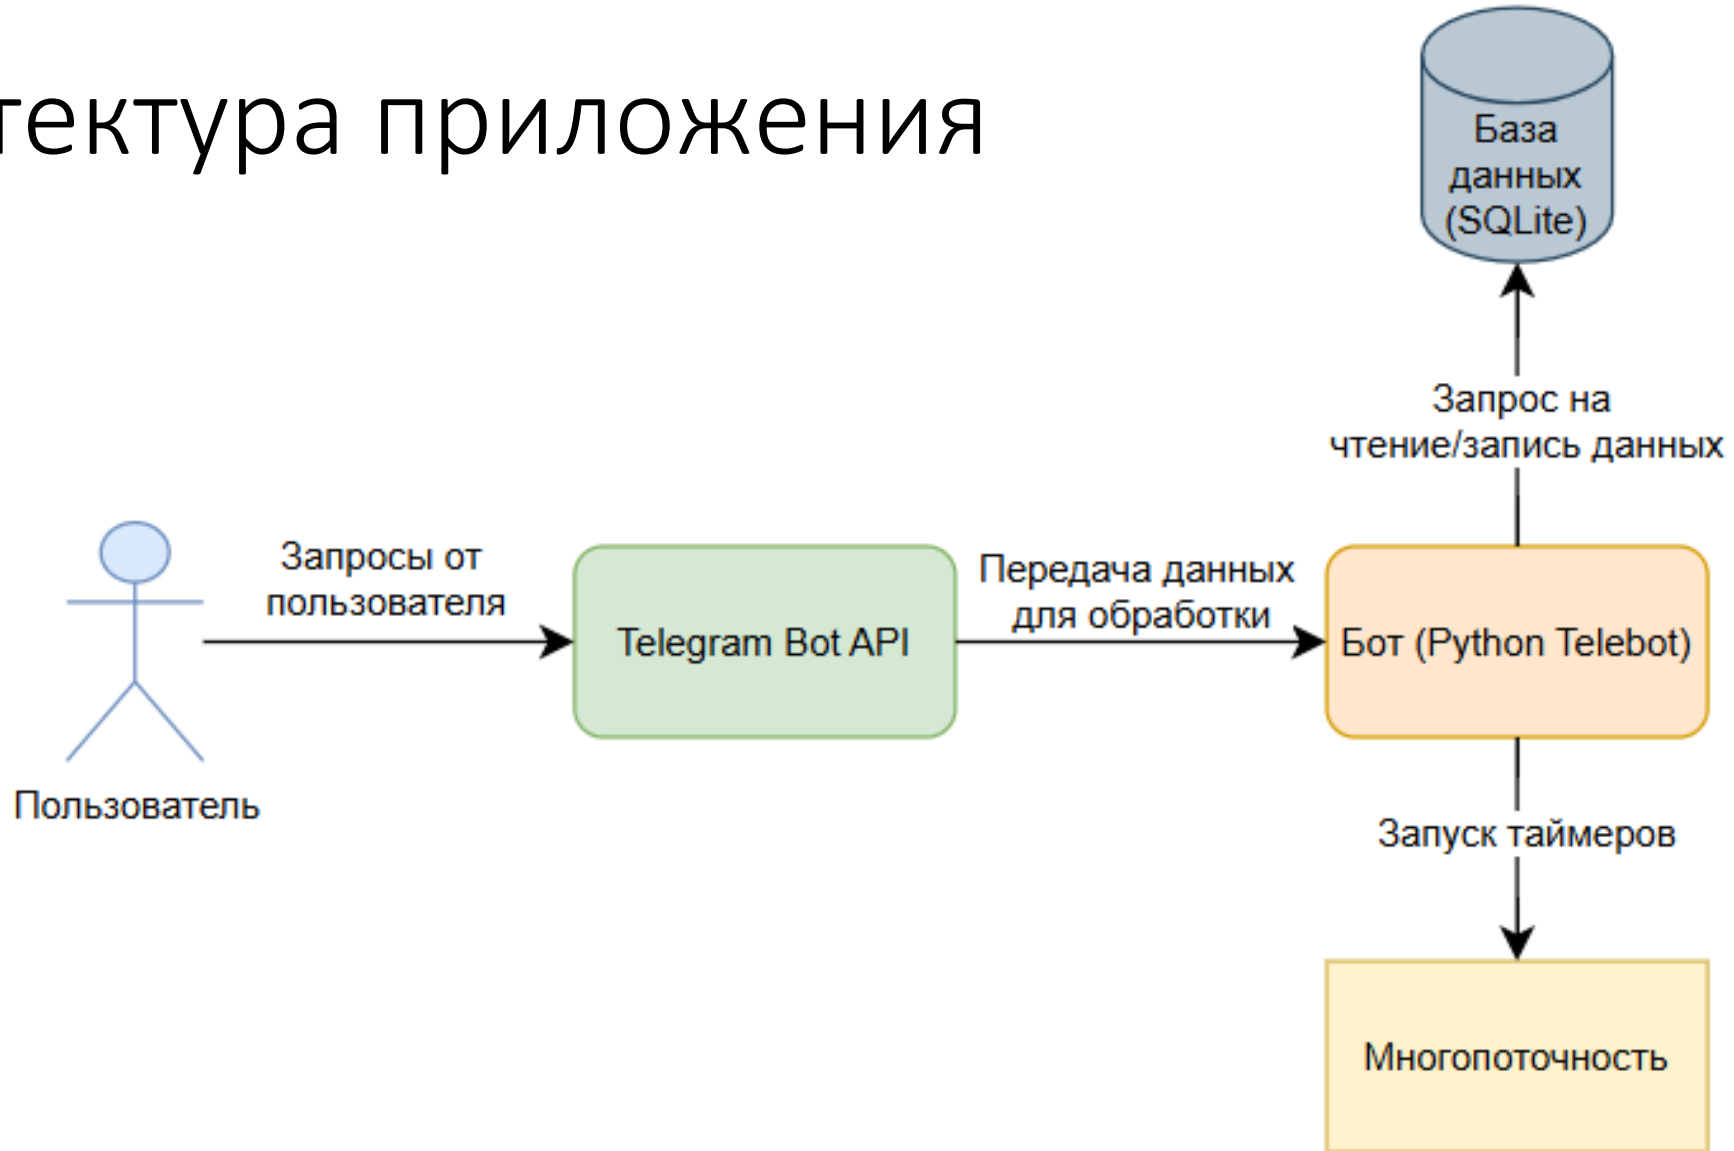 тектура приложения
База
данных
(SQLite)
Запрос на
чтение/запись данных
Запросы от
пользователя
Telegram Bot API
Передача данных
для обработки
Бот (Python Telebot)
Пользователь
Запуск таймеров
Многопоточность